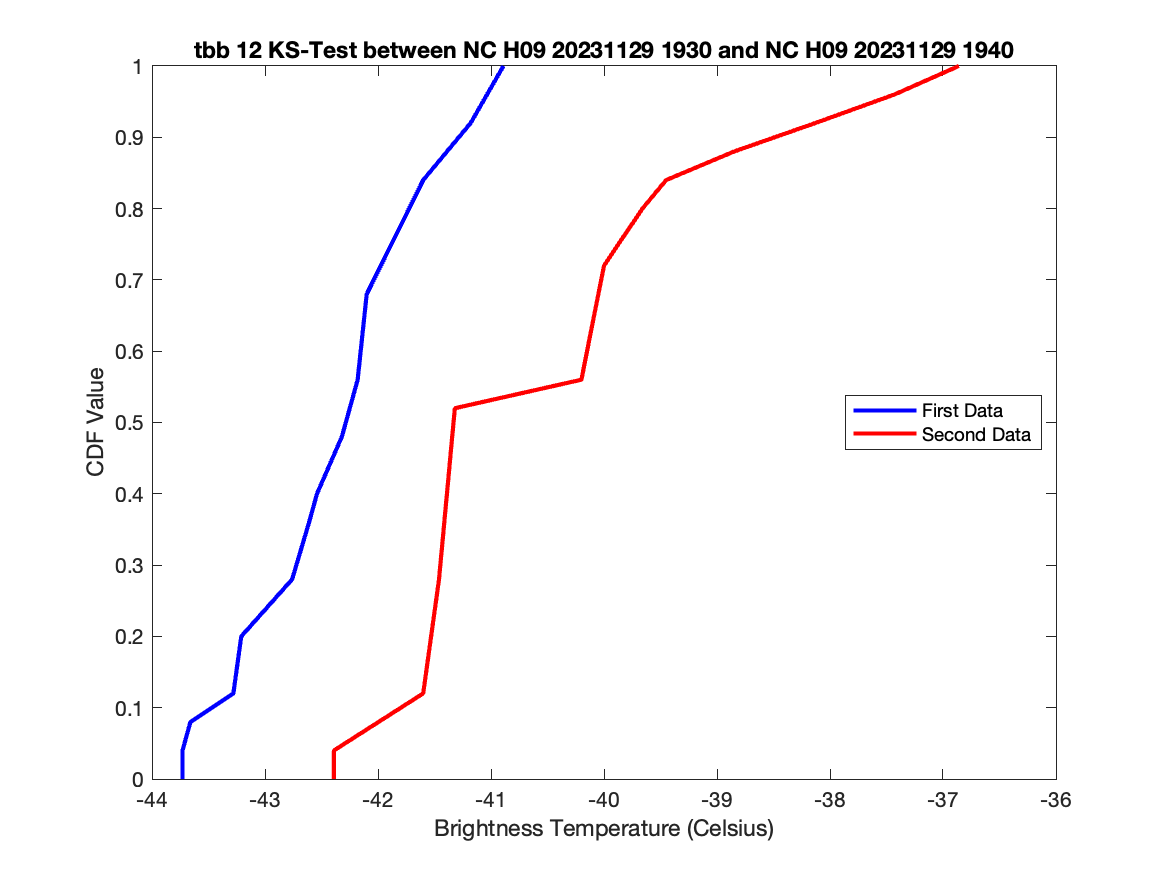 tbb 12 KS-Test between NC H09 20231129 1930 and NC H09 20231129 1940
1
0.9
0.8
0.7
0.6
0.5
0.4
0.3
0.2
0.1
0
CDF Value
First Data
Second Data
-44 -43 -42 -41 -40 -39 -38 -37 -36
Brightness Temperature (Celsius)